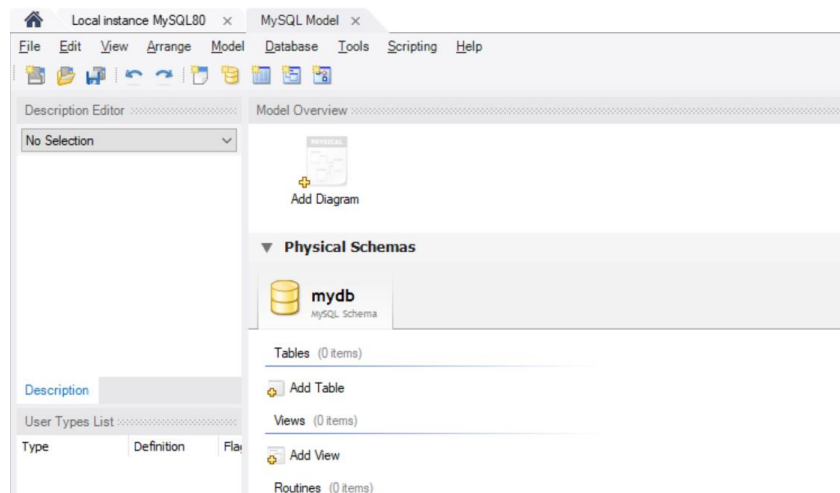 Local instance MySQL80 ×
MySQL Model ×
File Edit View Arrange Model Database Tools Scripting Help
Description Editor
Model Overview
No Selection
PHYSICAL
Add Diagram
Physical Schemas
mydb
MySQL Schema
Tables (0 items)
Add Table
Description
Views (0 items)
User Types List
Type Definition Flag
Add View
Routines (0 items)